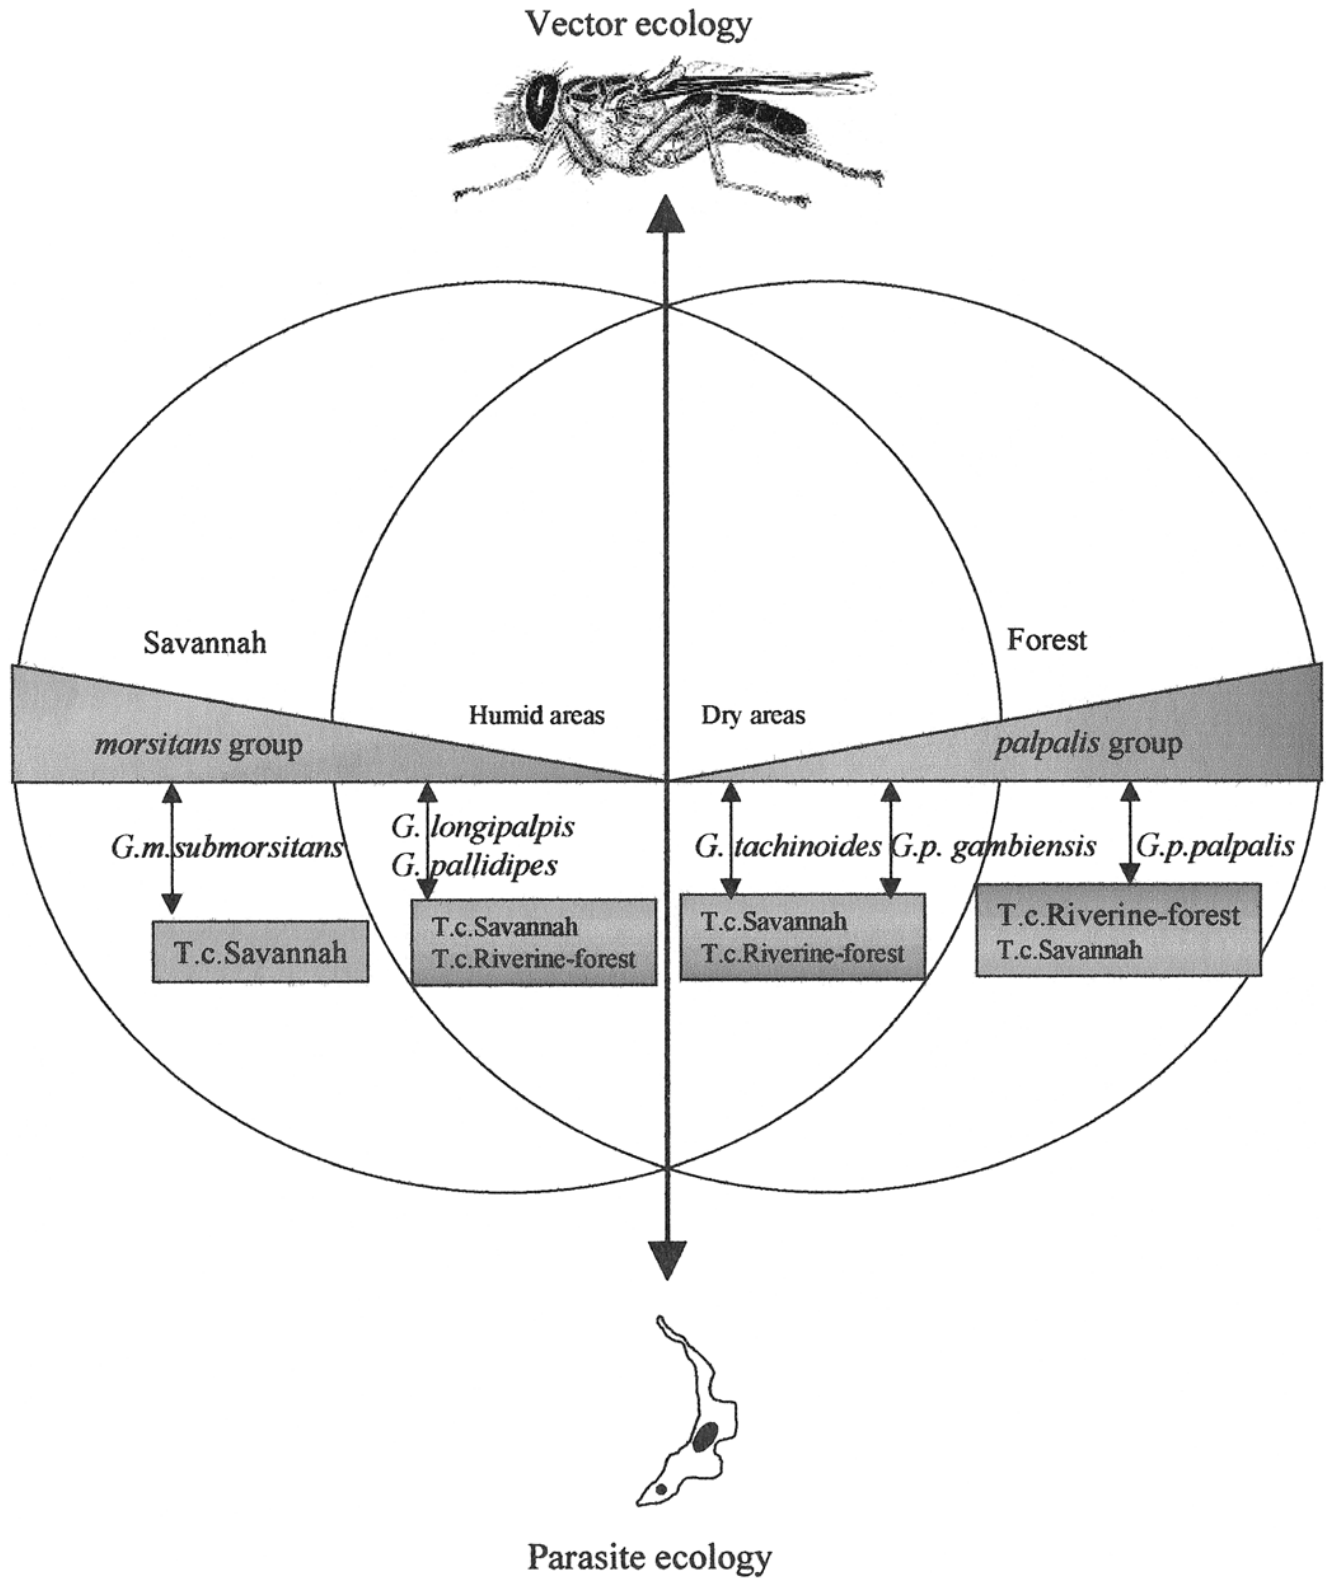 Vector ecology
Savannah
Forest
Humid areas
Dry areas
morsitans group
palpalis group
G. longipalpis
G. pallidipes
G.m.submorsitans
G. tachinoides
G.p. gambiensis
G.p.palpalis
T.c.Savannah
T.c.Savannah
T.c.Riverine-forest
T.c.Savannah
T.c.Riverine-forest
T.c.Riverine-forest
T.c.Savannah
Parasite ecology